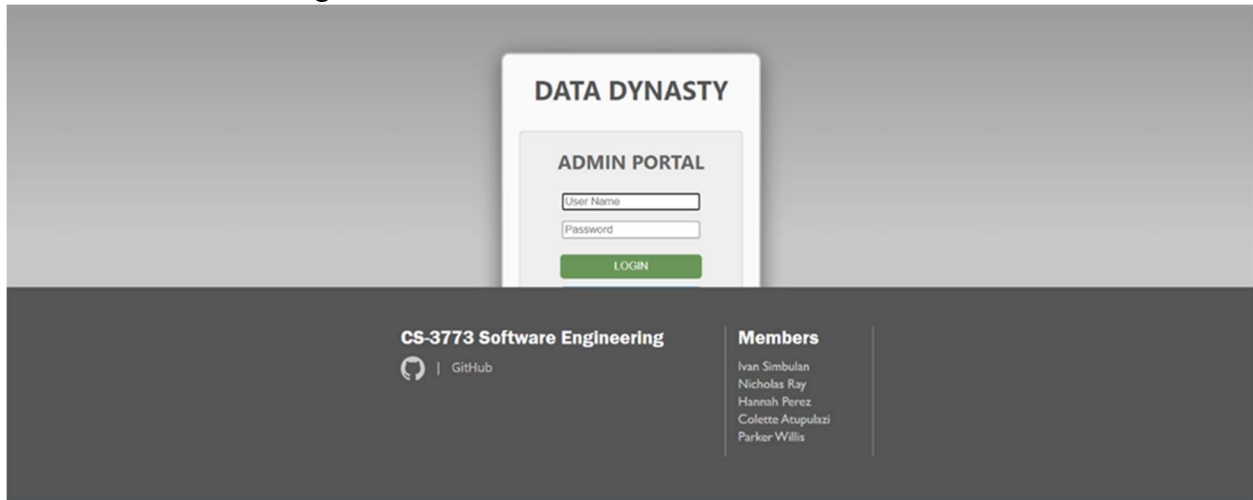 DATA DYNASTY
ADMIN PORTAL
User Name
Password
LOGIN
CS-3773 Software Engineering
| GitHub
Members
Ivan Simbulan
Nicholas Ray
Hannah Perez
Colette Atupulazi
Parker Willis